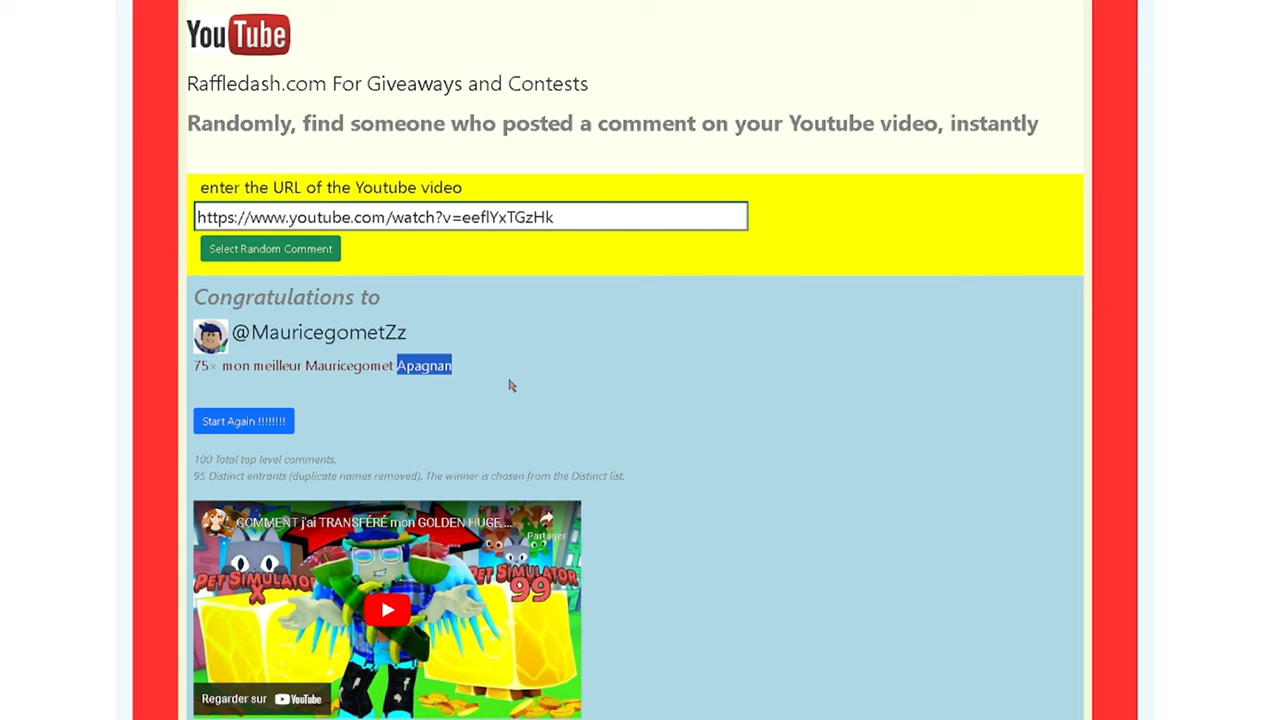 YouTube
Raffledash.com For Giveaways and Contests
Randomly, find someone who posted a comment on your Youtube video, instantly
enter the URL of the Youtube video
https://www.youtube.com/watch?v=eeflYxTGzHk
Select Random Comment
Congratulations to
@MauricegometZz
75× mon meilleur Mauricegomet Apagnan
Start Again !!!!!!!!
100 Total top level comments.
95 Distinct entrants (duplicate names removed). The winner is chosen from the Distinct list.
COMMENT j'ai TRANSFÉRÉ mon GOLDEN HUGE ...
Partager
PET SIMULATOR X
PET SIMULATOR 99
Regarder sur YouTube